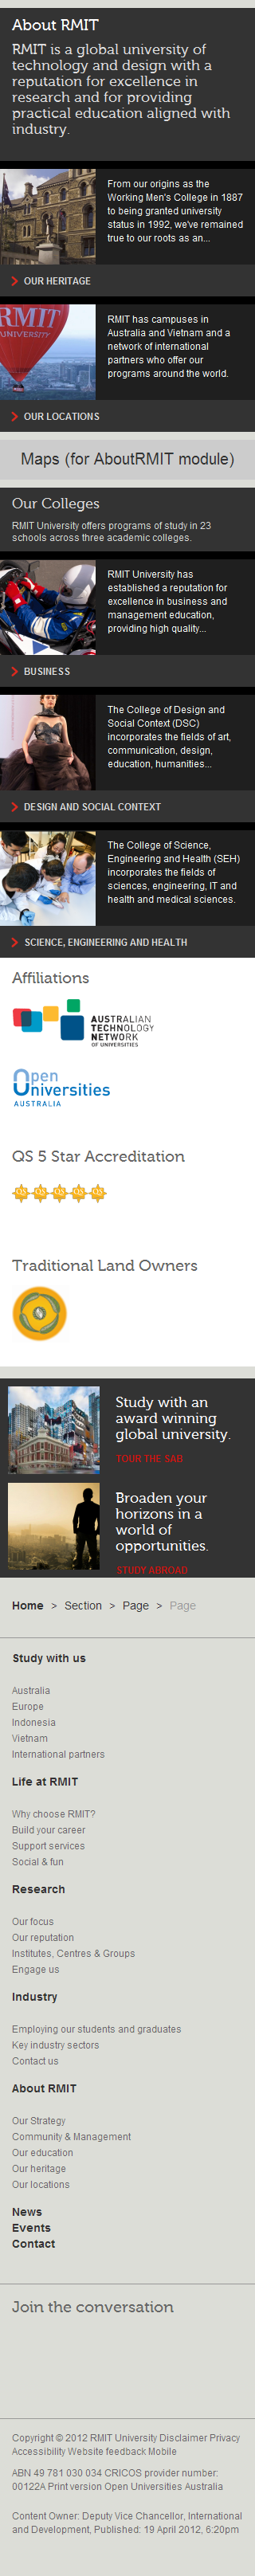 About RMIT
RMIT is a global university of
technology and design with a
reputation for excellence in
research and for providing
practical education aligned with
industry.
From our origins as the
Working Men's College in 1887
to being granted university
status in 1992, we've remained
true to our roots as an...
OUR HERITAGE
RMIT
UNIVERSITY
RMIT has campuses in
Australia and Vietnam and a
network of international
partners who offer our
programs around the world.
OUR LOCATIONS
Maps (for AboutRMIT module)
Our Colleges
RMIT University offers programs of study in 23
schools across three academic colleges.
RMIT University has
established a reputation for
excellence in business and
management education,
providing high quality...
BUSINESS
The College of Design and
Social Context (DSC)
incorporates the fields of art,
communication, design,
education, humanities...
DESIGN AND SOCIAL CONTEXT
The College of Science,
Engineering and Health (SEH)
incorporates the fields of
sciences, engineering, IT and
health and medical sciences.
SCIENCE, ENGINEERING AND HEALTH
Affiliations
AUSTRALIAN
TECHNOLOGY
NETWORK
OF UNIVERSITIES
Open
Universities
AUSTRALIA
QS 5 Star Accreditation
QS QS QS QS QS
Traditional Land Owners
Study with an
award winning
global university.
TOUR THE SAB
Broaden your
horizons in a
world of
opportunities.
STUDY ABROAD
Home > Section > Page > Page
Study with us
Australia
Europe
Indonesia
Vietnam
International partners
Life at RMIT
Why choose RMIT?
Build your career
Support services
Social & fun
Research
Our focus
Our reputation
Institutes, Centres & Groups
Engage us
Industry
Employing our students and graduates
Key industry sectors
Contact us
About RMIT
Our Strategy
Community & Management
Our education
Our heritage
Our locations
News
Events
Contact
Join the conversation
Copyright © 2012 RMIT University Disclaimer Privacy
Accessibility Website feedback Mobile
ABN 49 781 030 034 CRICOS provider number:
00122A Print version Open Universities Australia
Content Owner: Deputy Vice Chancellor, International
and Development, Published: 19 April 2012, 6:20pm